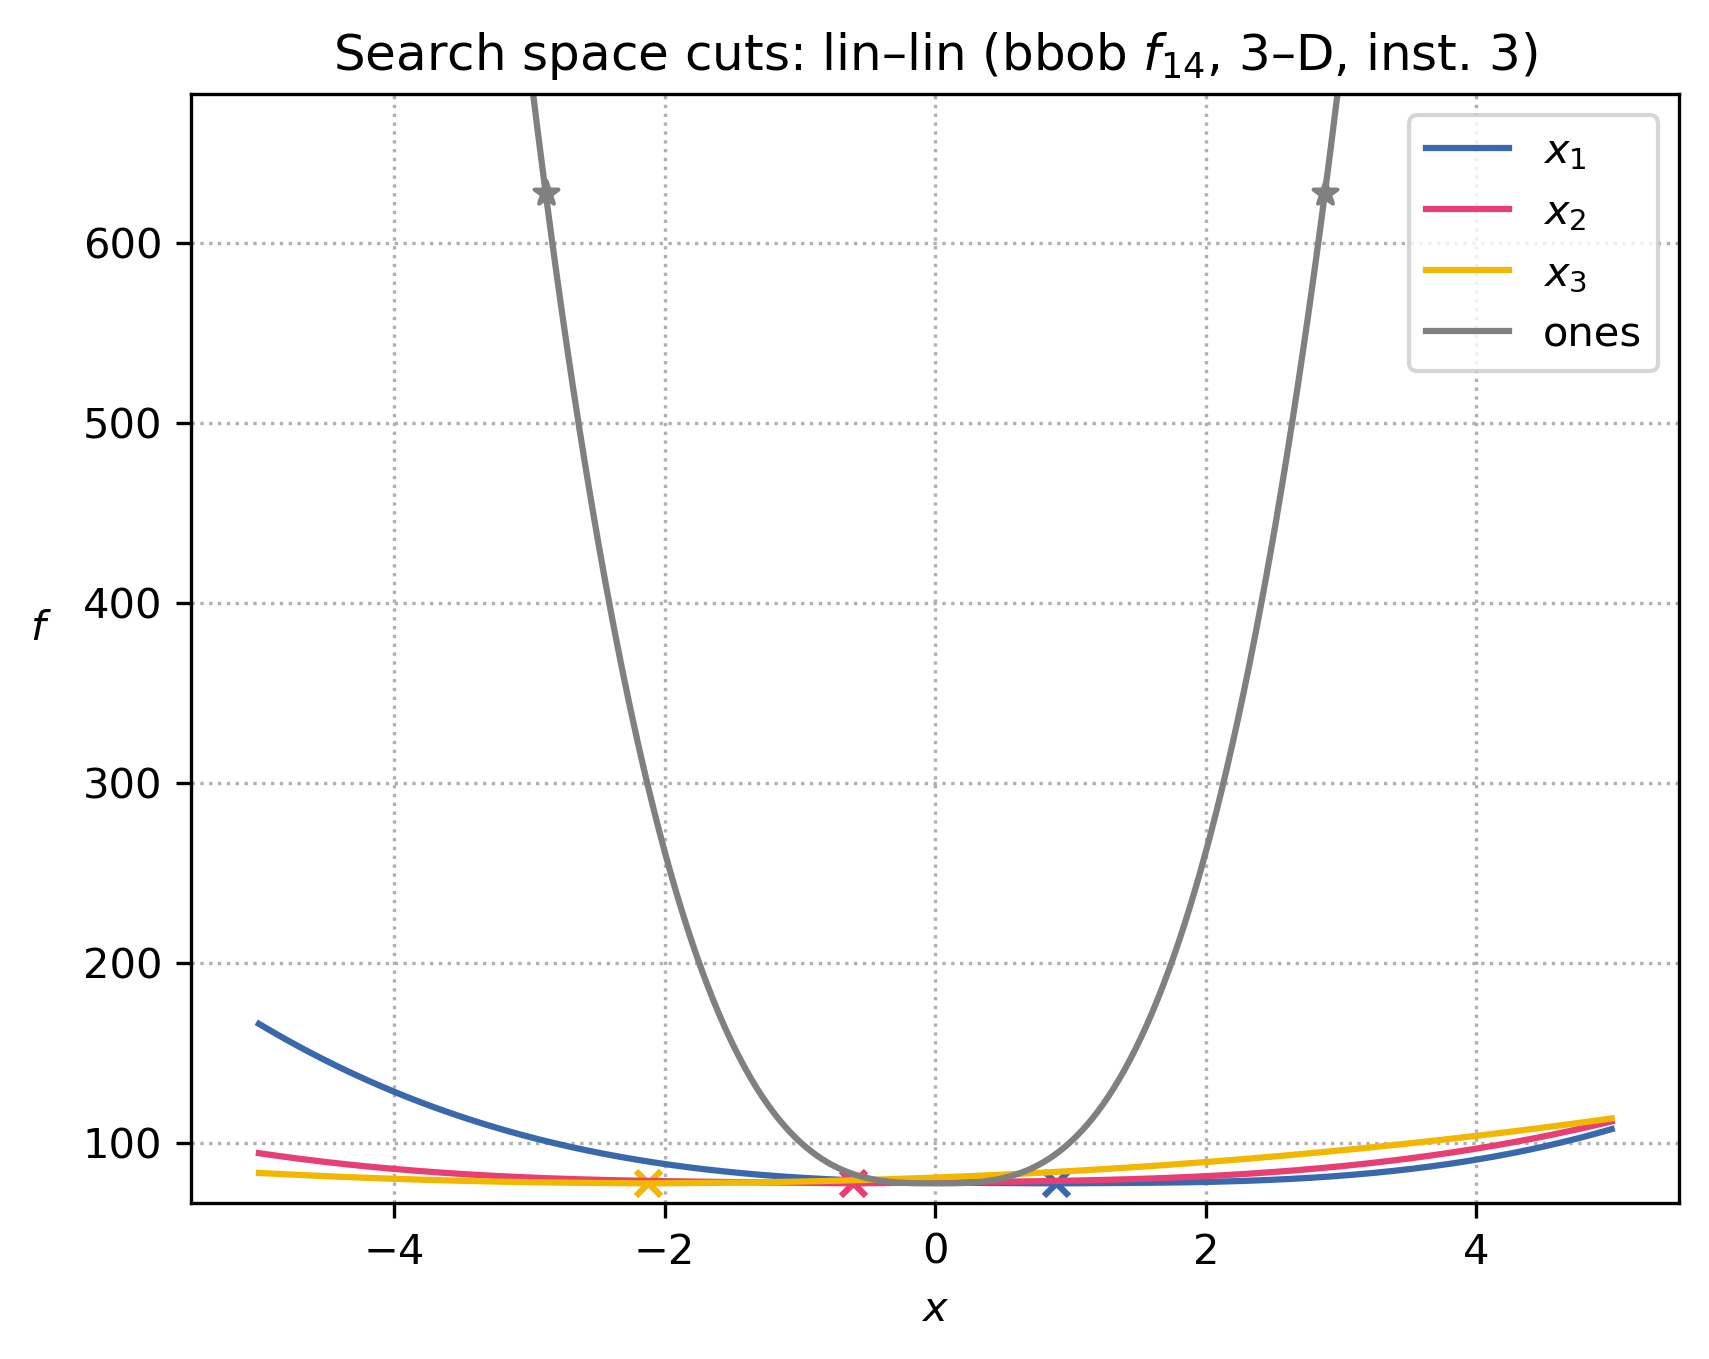 Search space cuts: lin–lin (bbob f₁₄, 3–D, inst. 3)
x₁
x₂
x₃
ones
600
500
400
300
200
100
f
−4
−2
0
2
4
x